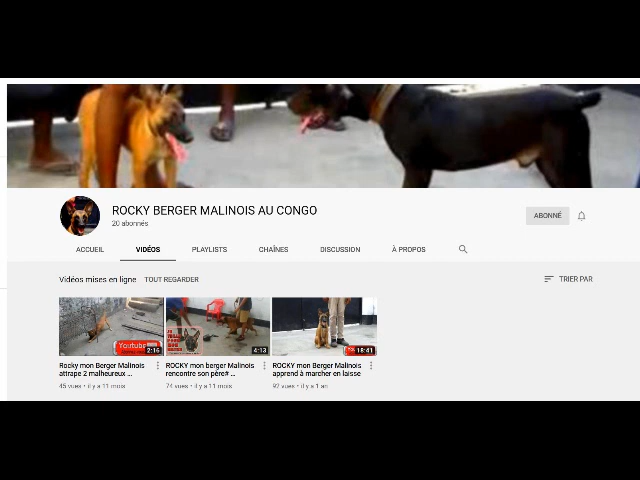 ROCKY BERGER MALINOIS AU CONGO
20 abonnés
ABONNÉ
ACCUEIL VIDÉOS PLAYLISTS CHAÎNES DISCUSSION À PROPOS
Vidéos mises en ligne TOUT REGARDER TRIER PAR
Youtube
2:16 4:13 18:41
Rocky mon Berger Malinois ROCKY mon berger Malinois ROCKY mon Berger Malinois
attrape 2 malheureux ... rencontre son père# ... apprend à marcher en laisse
45 vues • il y a 11 mois 74 vues • il y a 11 mois 92 vues • il y a 1 an